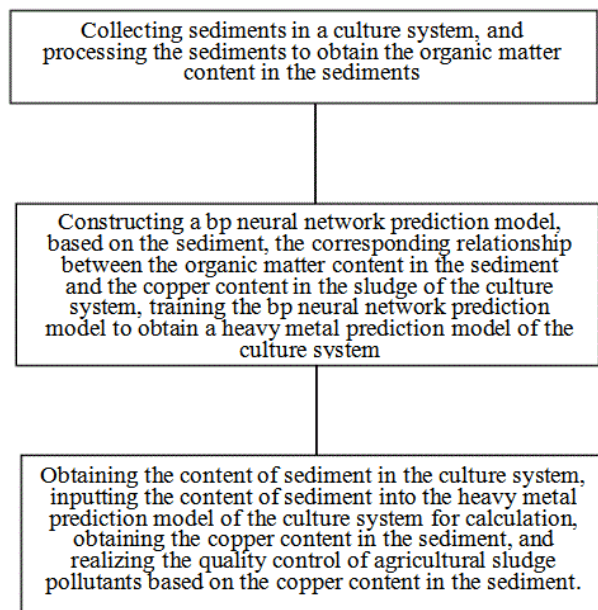 Collecting sediments in a culture system, and
processing the sediments to obtain the organic matter
content in the sediments
Constructing a bp neural network prediction model,
based on the sediment, the corresponding relationship
between the organic matter content in the sediment
and the copper content in the sludge of the culture
system, training the bp neural network prediction
model to obtain a heavy metal prediction model of the
culture system
Obtaining the content of sediment in the culture system,
inputting the content of sediment into the heavy metal
prediction model of the culture system for calculation,
obtaining the copper content in the sediment, and
realizing the quality control of agricultural sludge
pollutants based on the copper content in the sediment.